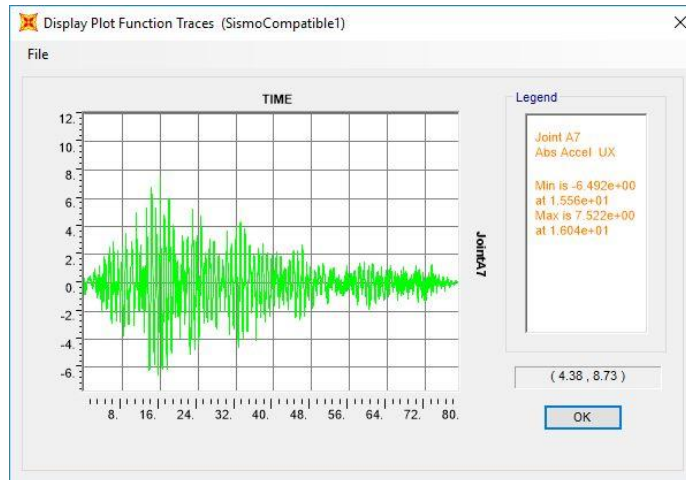 Display Plot Function Traces (SismoCompatible1)
File
TIME
Legend
12.
10.
8.
6.
4.
2.
0.
-2.
-4.
-6.
8. 16. 24. 32. 40. 48. 56. 64. 72. 80.
JointA7
Joint A7
Abs Accel UX
Min is -6.492e+00
at 1.556e+01
Max is 7.522e+00
at 1.604e+01
( 4.38 , 8.73 )
OK